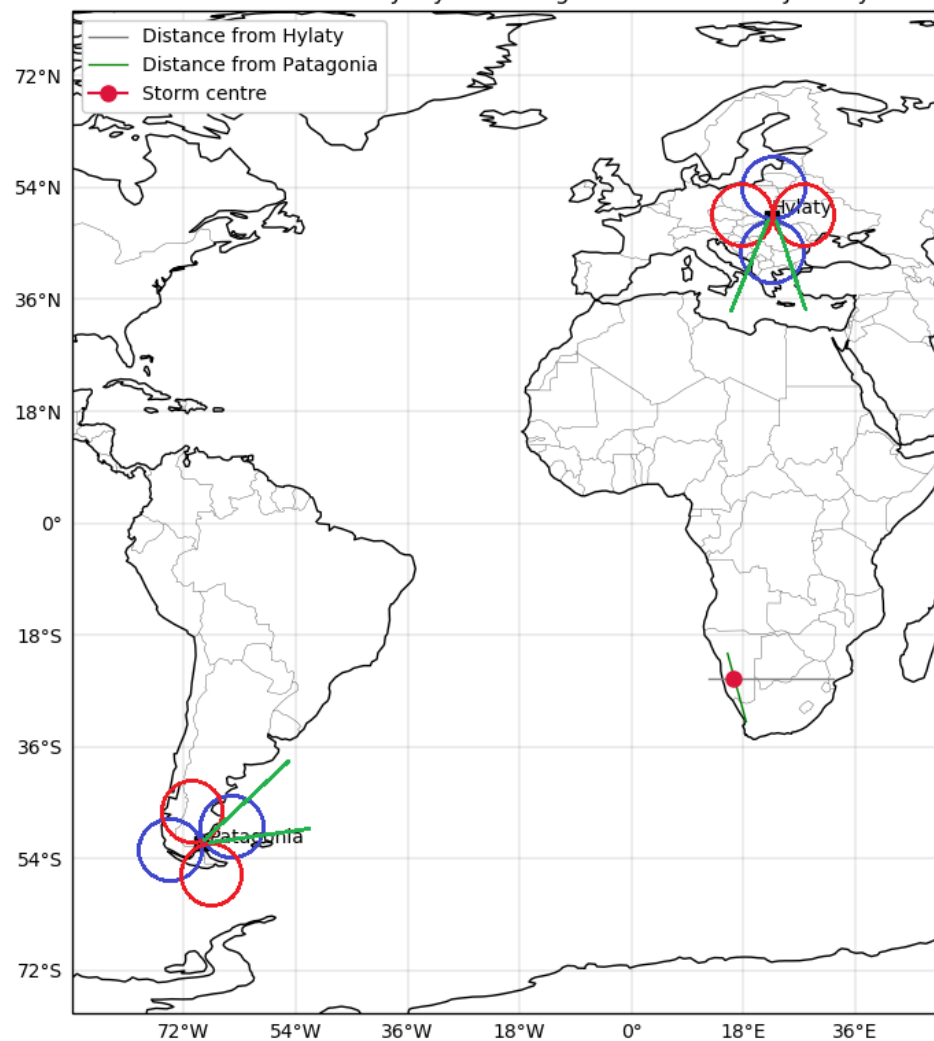 Distance from Hylaty
Distance from Patagonia
Storm centre
72°N
54°N
Hylaty
36°N
18°N
0°
18°S
36°S
Patagonia
54°S
72°S
72°W 54°W 36°W 18°W 0° 18°E 36°E